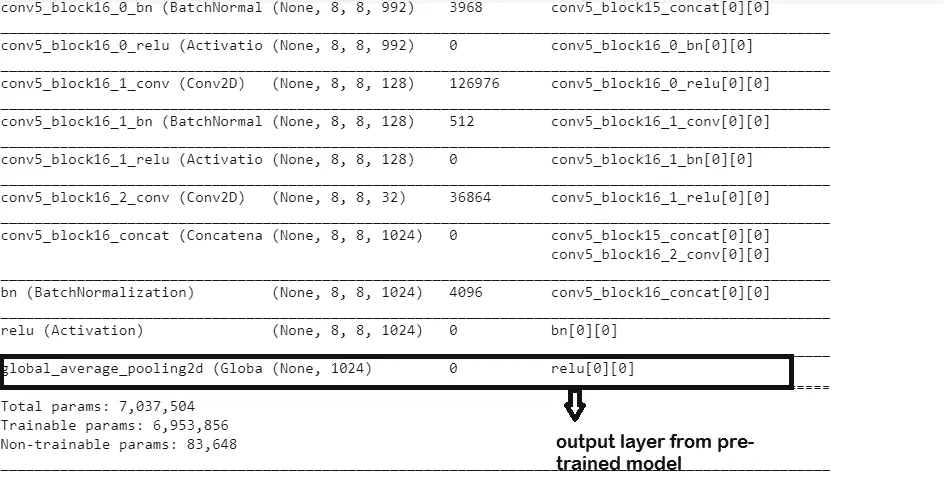 conv5_block16_0_bn (BatchNormal (None, 8, 8, 992) 3968 conv5_block15_concat[0][0]
conv5_block16_0_relu (Activatio (None, 8, 8, 992) 0 conv5_block16_0_bn[0][0]
conv5_block16_1_conv (Conv2D) (None, 8, 8, 128) 126976 conv5_block16_0_relu[0][0]
conv5_block16_1_bn (BatchNormal (None, 8, 8, 128) 512 conv5_block16_1_conv[0][0]
conv5_block16_1_relu (Activatio (None, 8, 8, 128) 0 conv5_block16_1_bn[0][0]
conv5_block16_2_conv (Conv2D) (None, 8, 8, 32) 36864 conv5_block16_1_relu[0][0]
conv5_block16_concat (Concatena (None, 8, 8, 1024) 0 conv5_block15_concat[0][0]
conv5_block16_2_conv[0][0]
bn (BatchNormalization) (None, 8, 8, 1024) 4096 conv5_block16_concat[0][0]
relu (Activation) (None, 8, 8, 1024) 0 bn[0][0]
global_average_pooling2d (Globa (None, 1024) 0 relu[0][0]
Total params: 7,037,504
Trainable params: 6,953,856
Non-trainable params: 83,648
output layer from pre-
trained model